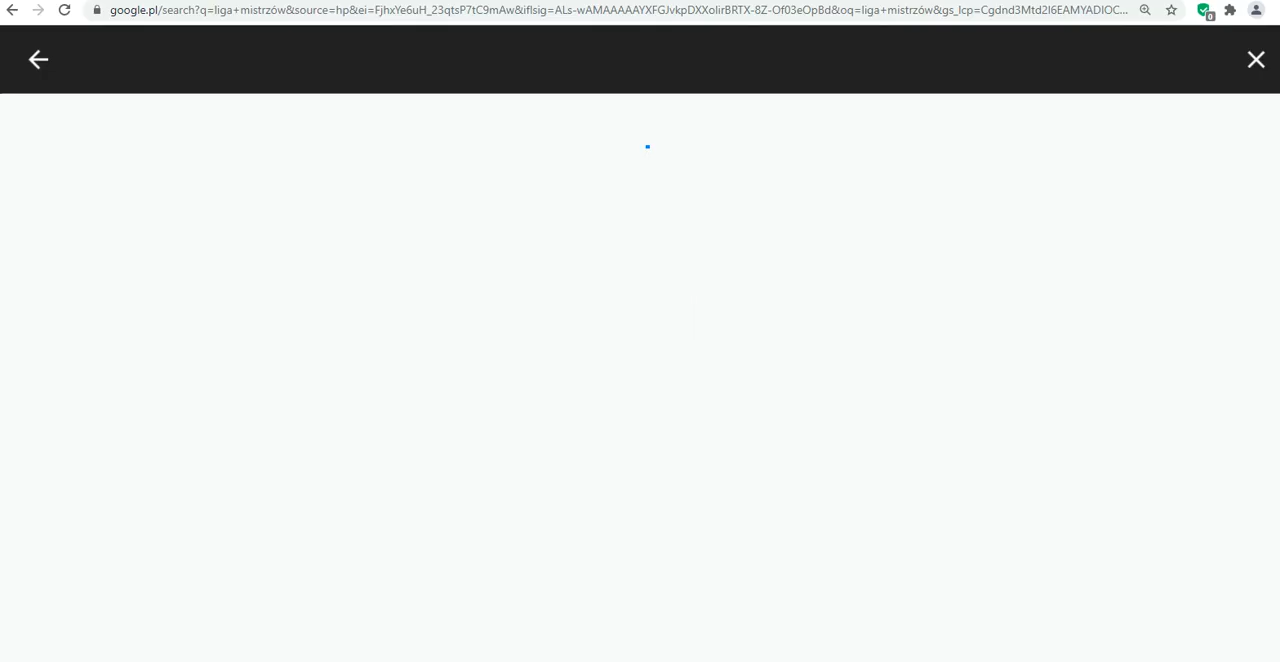 google.pl/search?q=liga+mistrzów&source=hp&ei=FjhxYe6uH_23qtsP7tC9mAw&iflsig=ALs-wAMAAAAAYXFGJvkpDXXolirBRTX-8Z-Of03eOpBd&oq=liga+mistrzów&gs_lcp=Cgdnd3Mtd2l6EAMYADIOC...
0